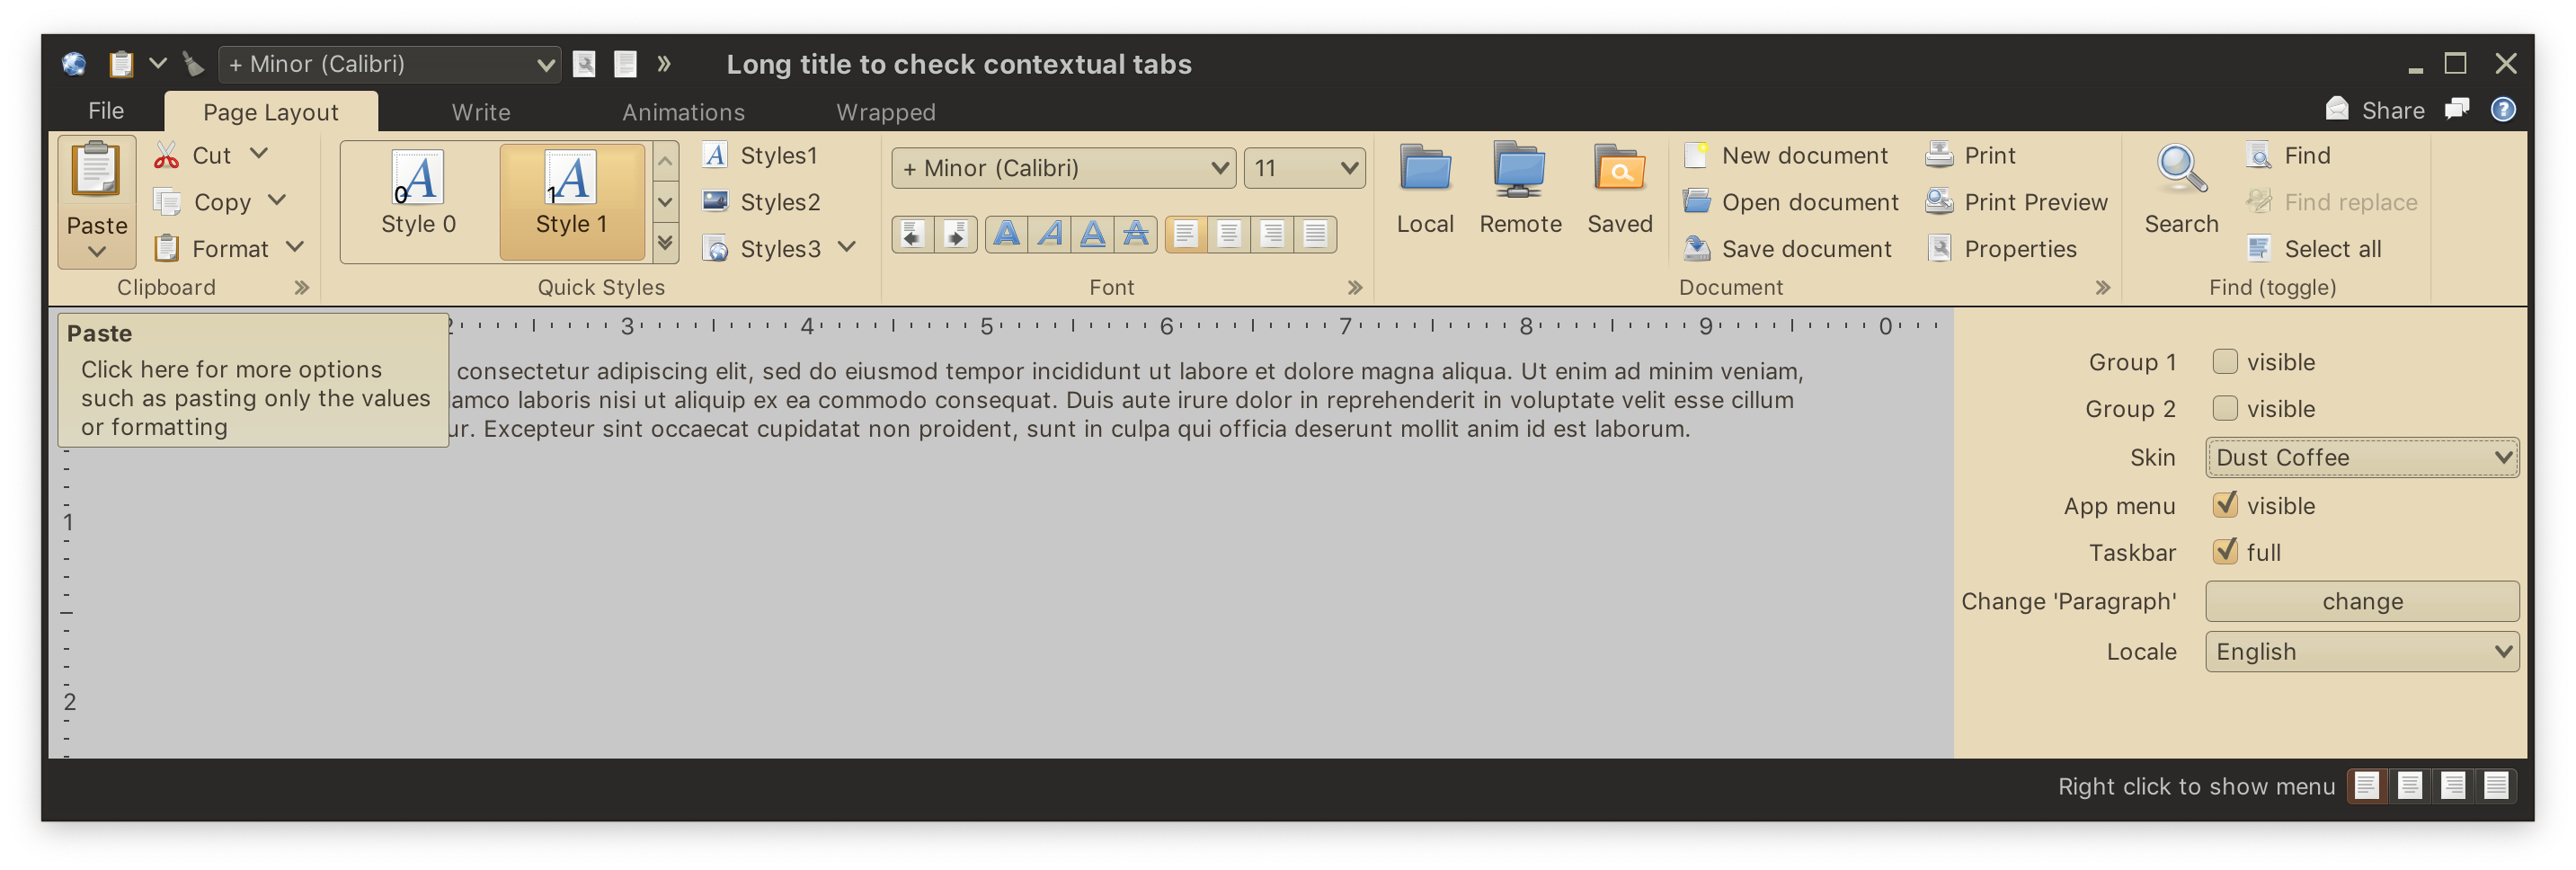 + Minor (Calibri)
Long title to check contextual tabs
File
Page Layout
Write
Animations
Wrapped
Share
Paste
Cut
Copy
Format
Clipboard
0
Style 0
1
Style 1
Styles1
Styles2
Styles3
Quick Styles
+ Minor (Calibri)
11
Font
Local
Remote
Saved
New document
Open document
Save document
Print
Print Preview
Properties
Document
Search
Find
Find replace
Select all
Find (toggle)
Paste
Click here for more options
such as pasting only the values
or formatting
3 4 5 6 7 8 9 0
consectetur adipiscing elit, sed do eiusmod tempor incididunt ut labore et dolore magna aliqua. Ut enim ad minim veniam,
laboris nisi ut aliquip ex ea commodo consequat. Duis aute irure dolor in reprehenderit in voluptate velit esse cillum
Excepteur sint occaecat cupidatat non proident, sunt in culpa qui officia deserunt mollit anim id est laborum.
1
2
Group 1
visible
Group 2
visible
Skin
Dust Coffee
App menu
visible
Taskbar
full
Change 'Paragraph'
change
Locale
English
Right click to show menu